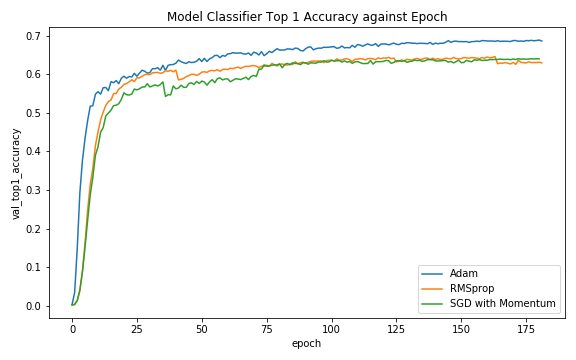 Model Classifier Top 1 Accuracy against Epoch
val_top1_accuracy
0.7
0.6
0.5
0.4
0.3
0.2
0.1
0.0
0 25 50 75 100 125 150 175
epoch
Adam
RMSprop
SGD with Momentum